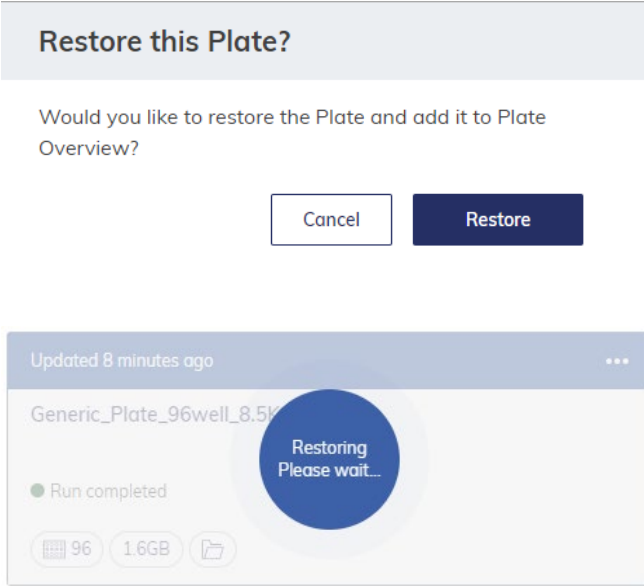 Restore this Plate?
Would you like to restore the Plate and add it to Plate
Overview?
Cancel
Restore
Updated 8 minutes ago
Generic_Plate_96well_8.5K
Restoring
Please wait...
Run completed
96
1.6GB